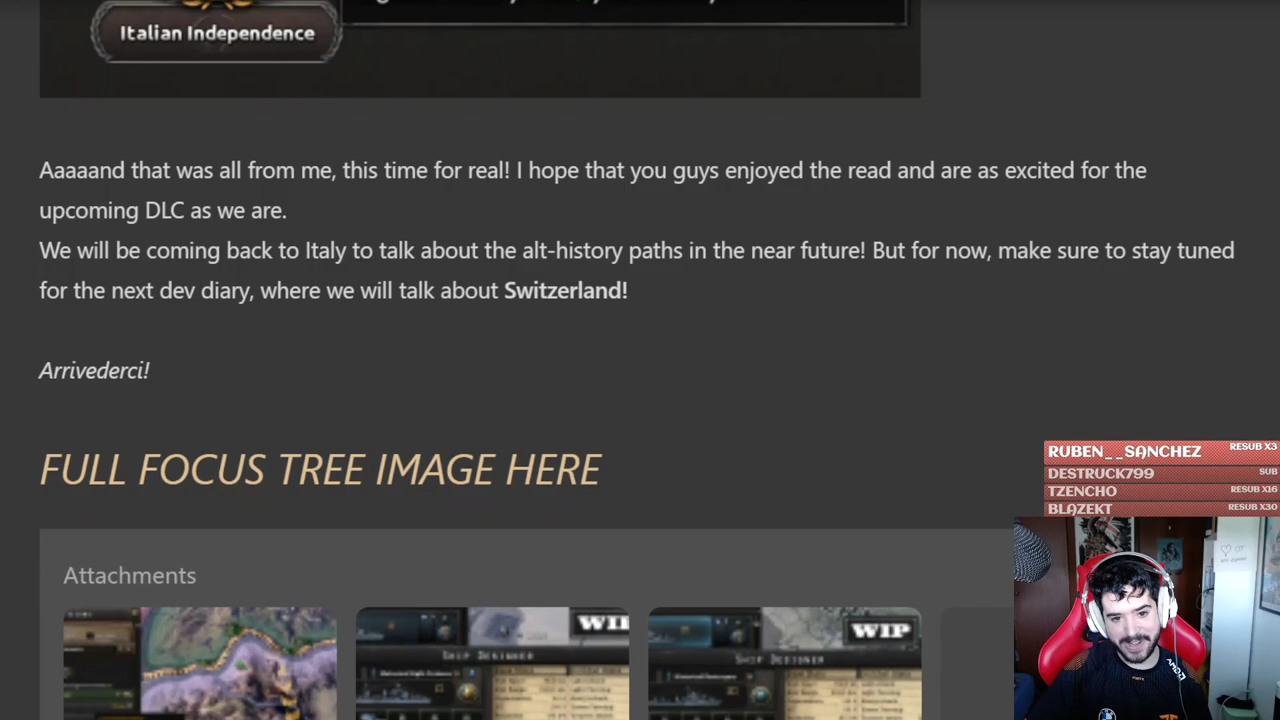 Italian Independence
Aaaaand that was all from me, this time for real! I hope that you guys enjoyed the read and are as excited for the
upcoming DLC as we are.
We will be coming back to Italy to talk about the alt-history paths in the near future! But for now, make sure to stay tuned
for the next dev diary, where we will talk about Switzerland!
Arrivederci!
FULL FOCUS TREE IMAGE HERE
RUBEN__SANCHEZ RESUB X3
DESTRUCK799 SUB
TZENCHO RESUB X16
BLAZEKT RESUB X30
Attachments
WIP
SHIP DESIGNER
WIP
SHIP DESIGNER